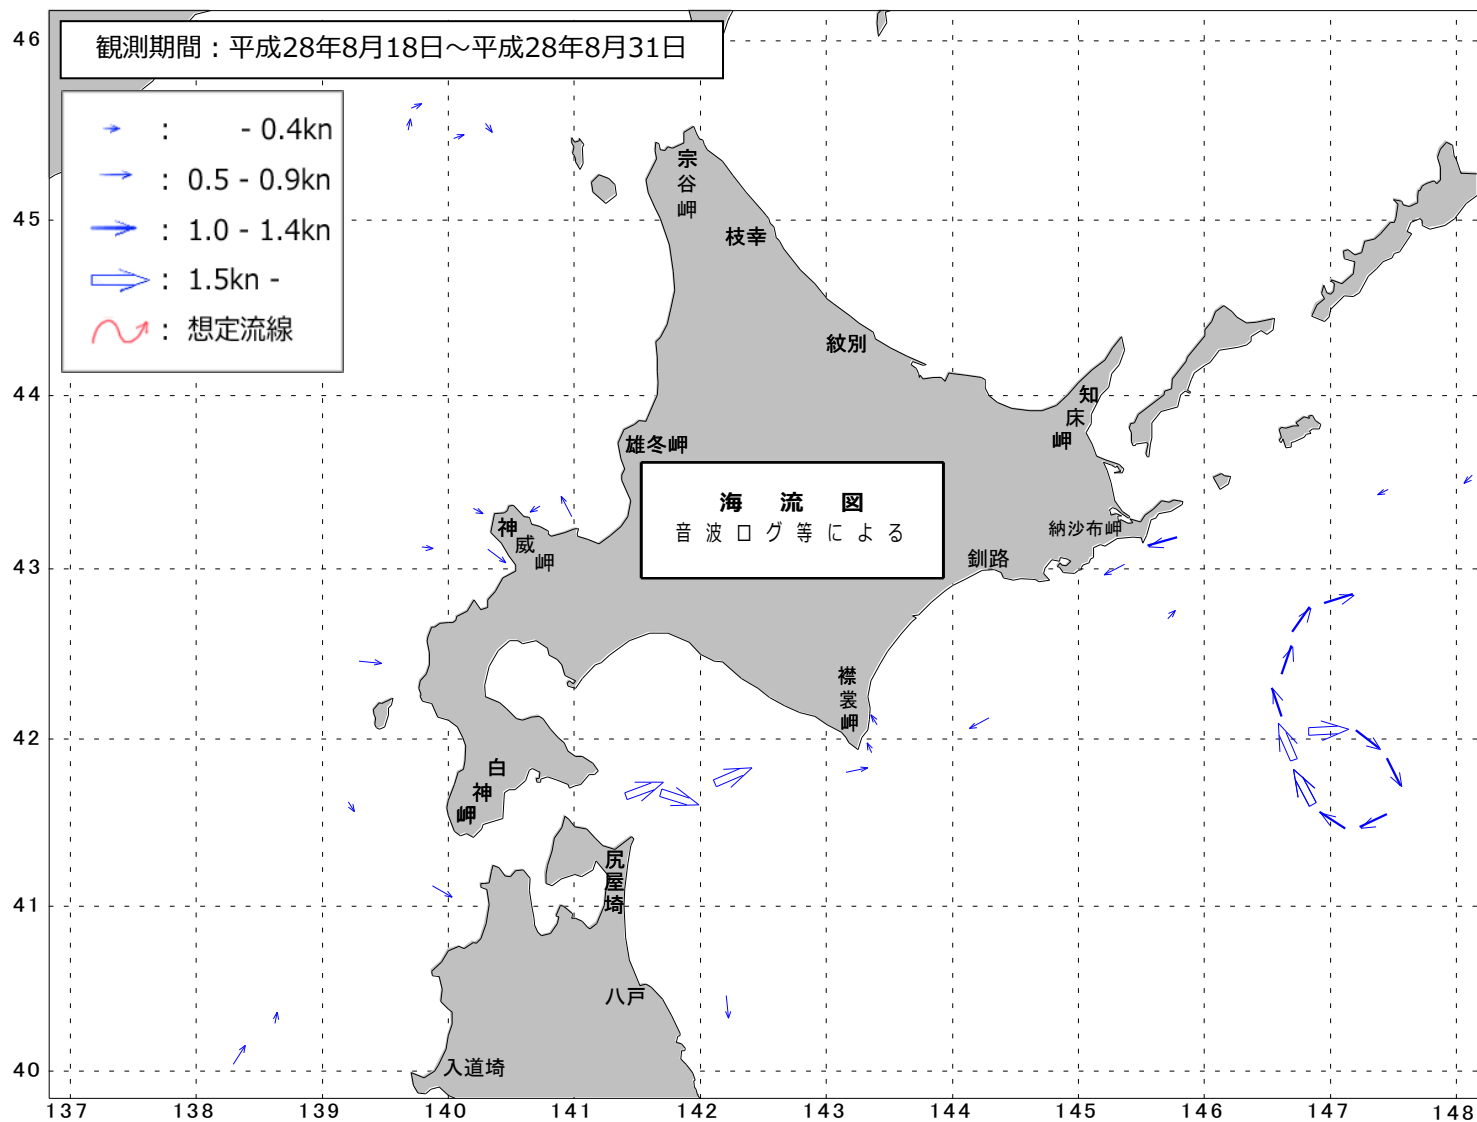 観測期間：平成28年8月18日～平成28年8月31日
： - 0.4kn
： 0.5 - 0.9kn
： 1.0 - 1.4kn
： 1.5kn -
： 想定流線
46
45
44
43
42
41
40
宗谷岬
枝幸
紋別
知床岬
雄冬岬
海 流 図
音 波 ロ グ 等 に よ る
納沙布岬
釧路
神威岬
襟裳岬
白神岬
尻屋埼
八戸
入道埼
137 138 139 140 141 142 143 144 145 146 147 148